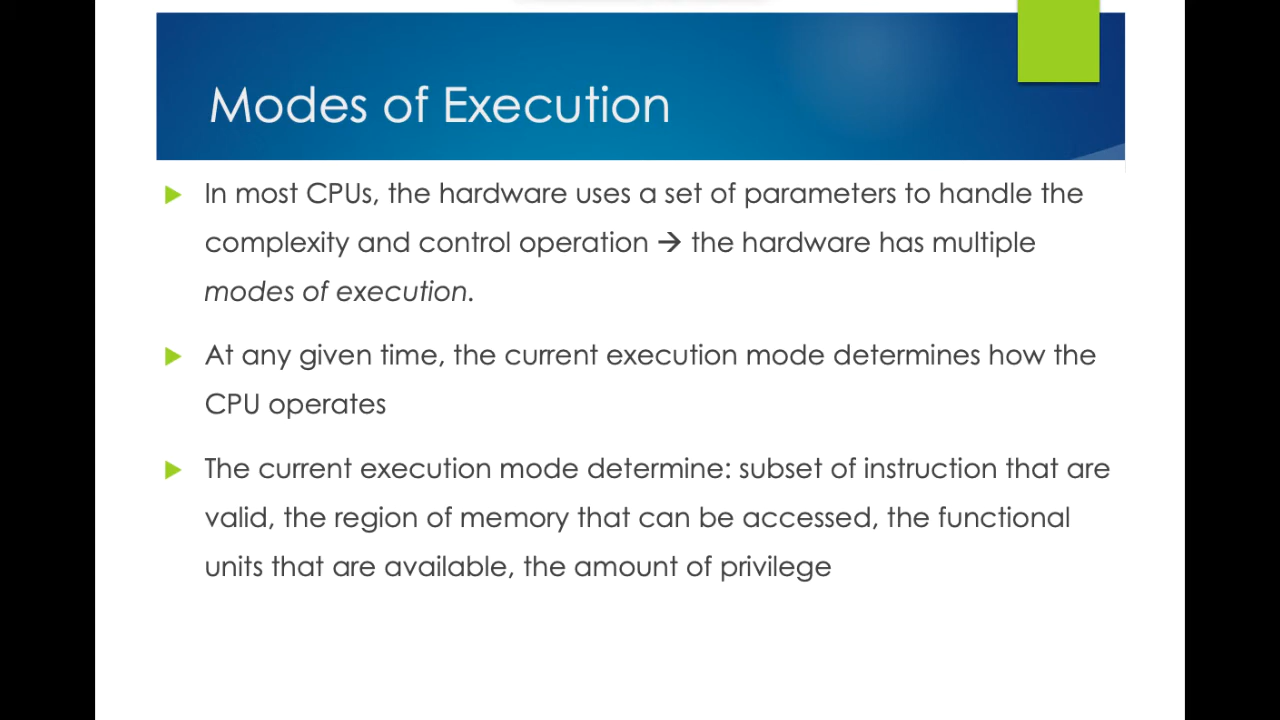 Modes of Execution
In most CPUs, the hardware uses a set of parameters to handle the
complexity and control operation → the hardware has multiple
modes of execution.
At any given time, the current execution mode determines how the
CPU operates
The current execution mode determine: subset of instruction that are
valid, the region of memory that can be accessed, the functional
units that are available, the amount of privilege